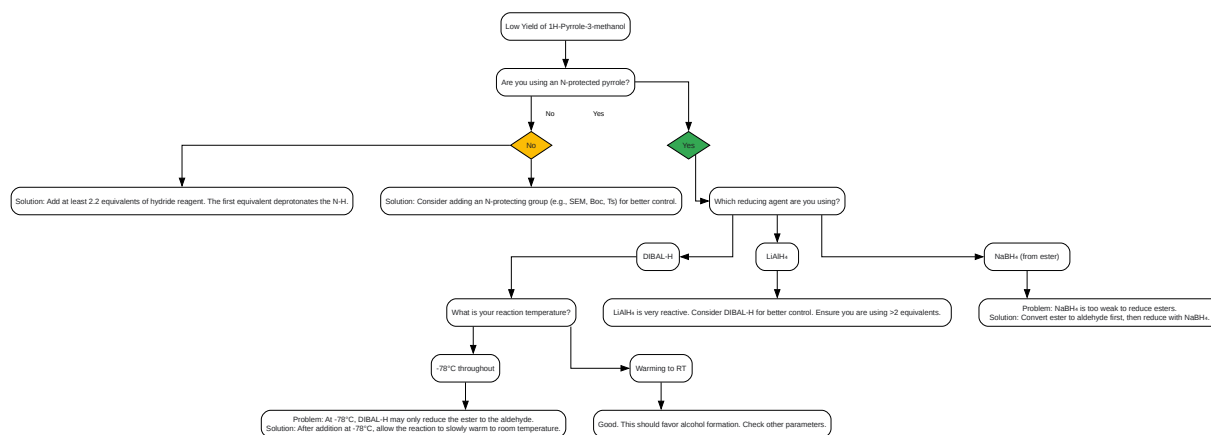 Low Yield of 1H-Pyrrole-3-methanol
Are you using an N-protected pyrrole?
No
Yes
No
Yes
Solution: Add at least 2.2 equivalents of hydride reagent. The first equivalent deprotonates the N-H.
Solution: Consider adding an N-protecting group (e.g., SEM, Boc, Ts) for better control.
Which reducing agent are you using?
DIBAL-H
LiAlH₄
NaBH₄ (from ester)
What is your reaction temperature?
LiAlH₄ is very reactive. Consider DIBAL-H for better control. Ensure you are using >2 equivalents.
Problem: NaBH₄ is too weak to reduce esters.
Solution: Convert ester to aldehyde first, then reduce with NaBH₄.
-78°C throughout
Warming to RT
Problem: At -78°C, DIBAL-H may only reduce the ester to the aldehyde.
Solution: After addition at -78°C, allow the reaction to slowly warm to room temperature.
Good. This should favor alcohol formation. Check other parameters.